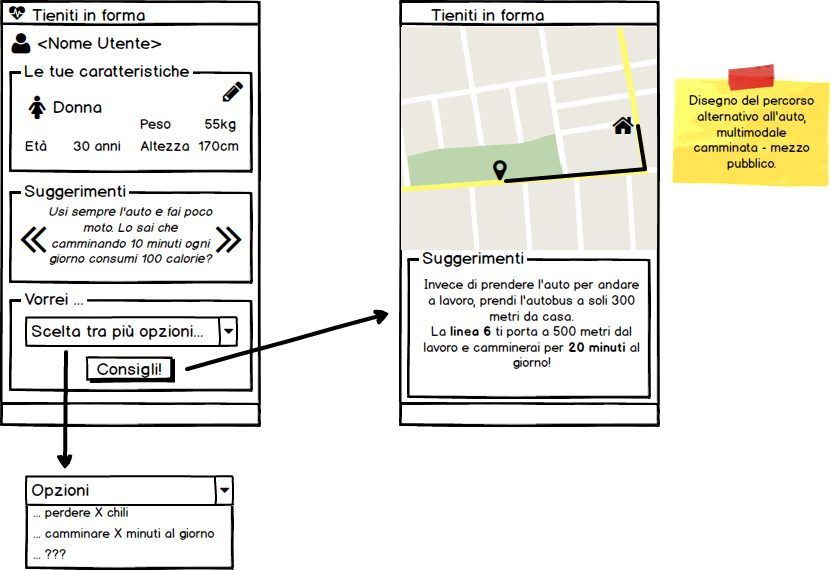 Tieniti in forma
<Nome Utente>
Le tue caratteristiche
Donna
Peso 55kg
Età 30 anni Altezza 170cm
Suggerimenti
Usi sempre l'auto e fai poco
moto. Lo sai che
camminando 10 minuti ogni
giorno consumi 100 calorie?
Vorrei ...
Scelta tra più opzioni...
Consigli!
Opzioni
... perdere X chili
... camminare X minuti al giorno
... ???
Tieniti in forma
Suggerimenti
Invece di prendere l'auto per andare
a lavoro, prendi l'autobus a soli 300
metri da casa.
La linea 6 ti porta a 500 metri dal
lavoro e camminerai per 20 minuti al
giorno!
Disegno del percorso
alternativo all'auto,
multimodale
camminata - mezzo
pubblico.